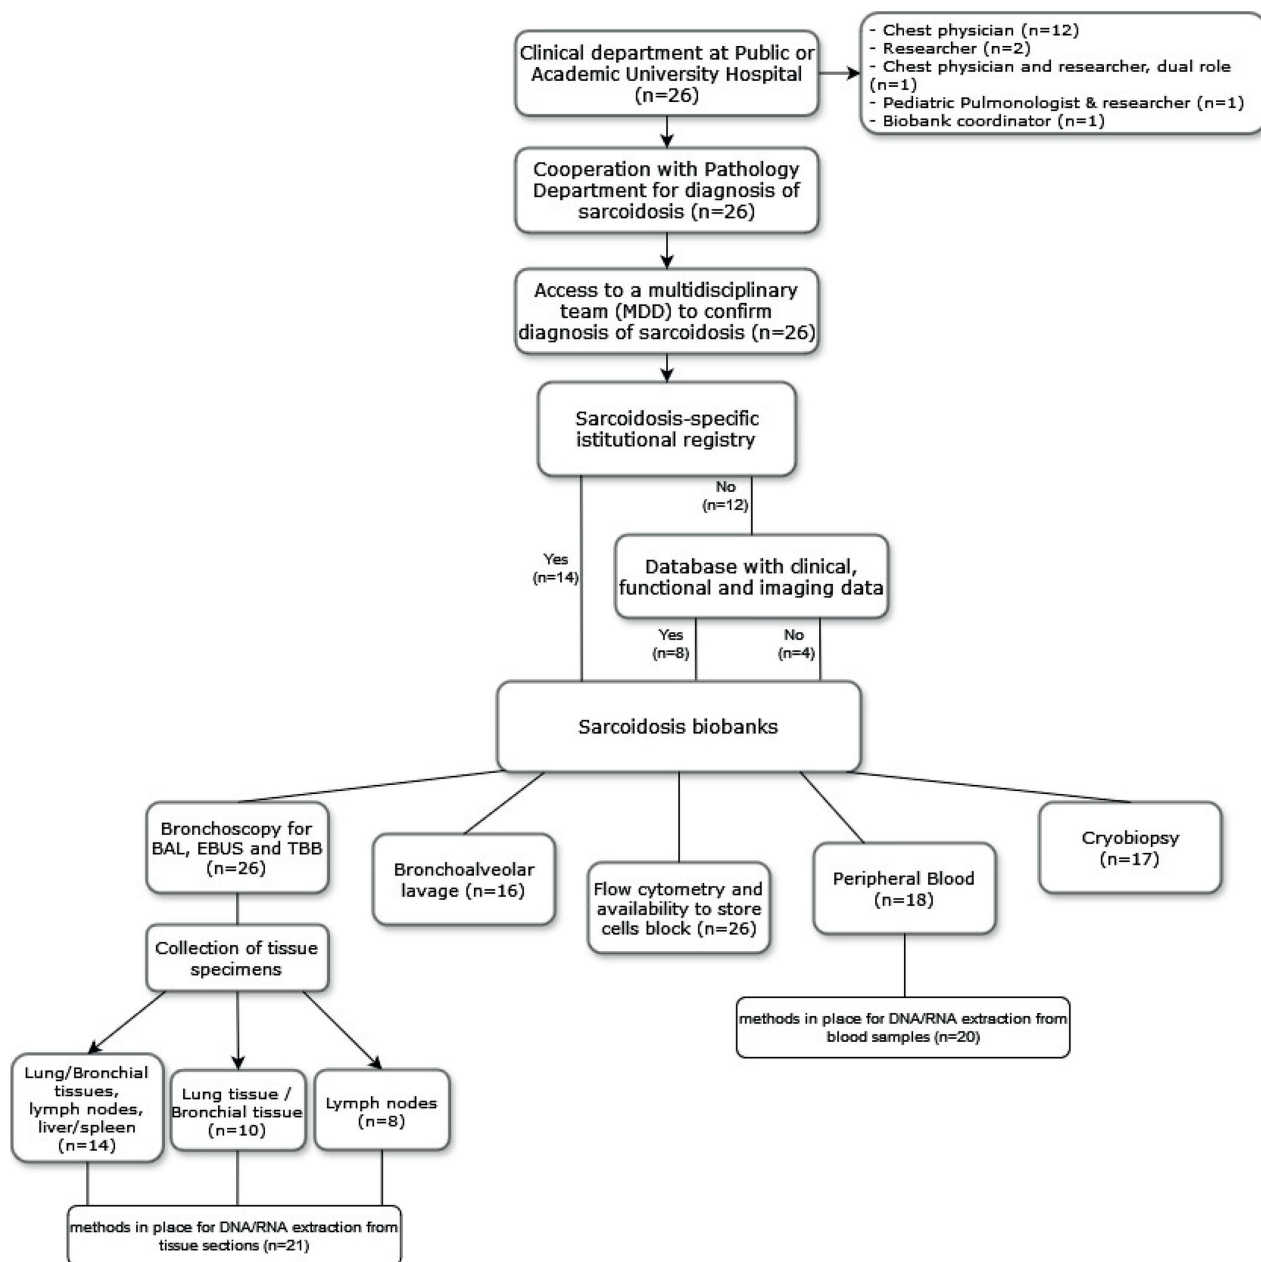 Clinical department at Public or
Academic University Hospital
(n=26)
- Chest physician (n=12)
- Researcher (n=2)
- Chest physician and researcher, dual role
(n=1)
- Pediatric Pulmonologist & researcher (n=1)
- Biobank coordinator (n=1)
Cooperation with Pathology
Department for diagnosis of
sarcoidosis (n=26)
Access to a multidisciplinary
team (MDD) to confirm
diagnosis of sarcoidosis (n=26)
Sarcoidosis-specific
istitutional registry
No
(n=12)
Yes
(n=14)
Database with clinical,
functional and imaging data
Yes
(n=8)
No
(n=4)
Sarcoidosis biobanks
Bronchoscopy for
BAL, EBUS and TBB
(n=26)
Bronchoalveolar
lavage (n=16)
Flow cytometry and
availability to store
cells block (n=26)
Peripheral Blood
(n=18)
Cryobiopsy
(n=17)
Collection of tissue
specimens
methods in place for DNA/RNA extraction from
blood samples (n=20)
Lung/Bronchial
tissues,
lymph nodes,
liver/spleen
(n=14)
Lung tissue /
Bronchial tissue
(n=10)
Lymph nodes
(n=8)
methods in place for DNA/RNA extraction from
tissue sections (n=21)